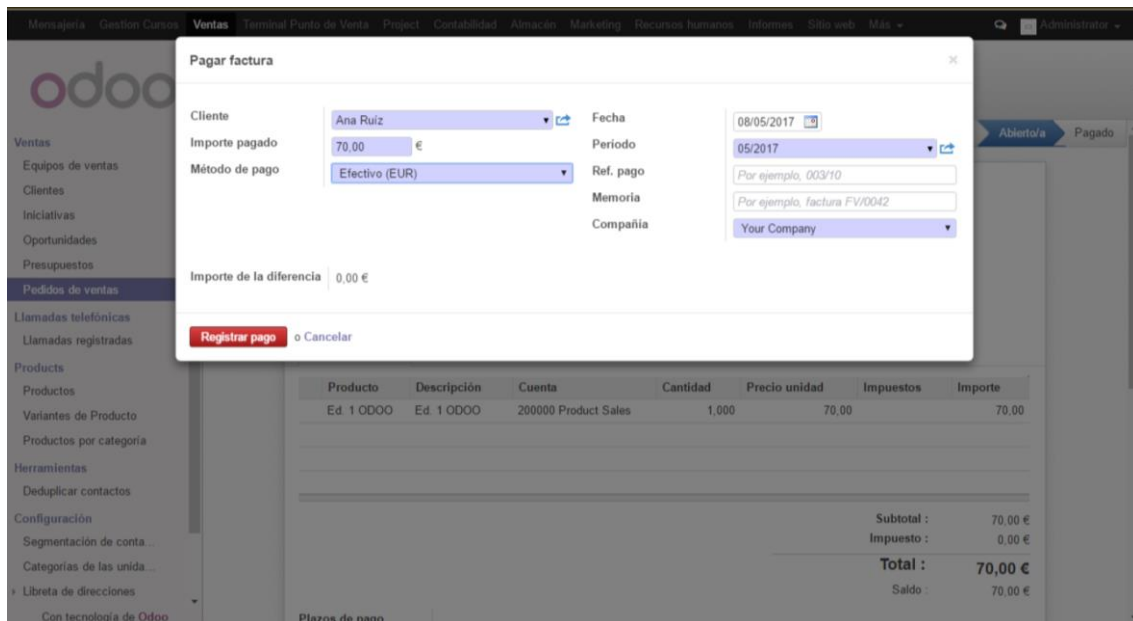 Mensajería Gestion Cursos Ventas Terminal Punto de Venta Project Contabilidad Almacén Marketing Recursos humanos Informes Sitio web Más Administrator
odoo
Pagar factura ×
Cliente Ana Ruiz Fecha 08/05/2017
Importe pagado 70,00 € Período 05/2017
Método de pago Efectivo (EUR) Ref. pago Por ejemplo, 003/10
Memoria Por ejemplo, factura FV/0042
Compañía Your Company
Importe de la diferencia 0,00 €
Registrar pago o Cancelar
Abierto/a Pagado
Ventas
Equipos de ventas
Clientes
Iniciativas
Oportunidades
Presupuestos
Pedidos de ventas
Llamadas telefónicas
Llamadas registradas
Products
Productos
Variantes de Producto
Productos por categoría
Herramientas
Deduplicar contactos
Configuración
Segmentación de conta...
Categorías de las unida...
Libreta de direcciones
Con tecnología de Odoo
Producto Descripción Cuenta Cantidad Precio unidad Impuestos Importe
Ed. 1 ODOO Ed. 1 ODOO 200000 Product Sales 1,000 70,00 70,00
Subtotal : 70,00 €
Impuesto : 0,00 €
Total : 70,00 €
Saldo : 70,00 €
Plazos de pago